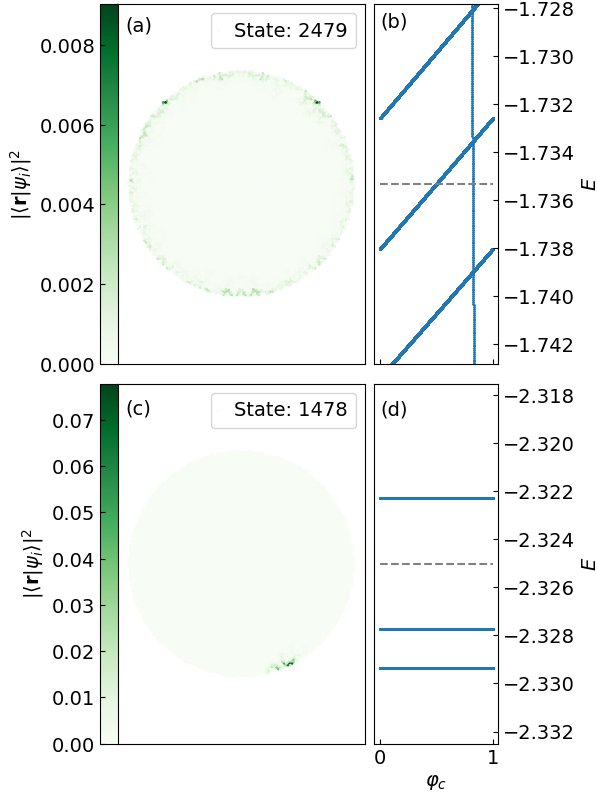 (a)
State: 2479
0.008
0.006
0.004
0.002
0.000
|⟨r|ψᵢ⟩|²
(b)
−1.728
−1.730
−1.732
−1.734
−1.736
−1.738
−1.740
−1.742
E
(c)
State: 1478
0.07
0.06
0.05
0.04
0.03
0.02
0.01
0.00
|⟨r|ψᵢ⟩|²
(d)
−2.318
−2.320
−2.322
−2.324
−2.326
−2.328
−2.330
−2.332
E
0 1
φ_c